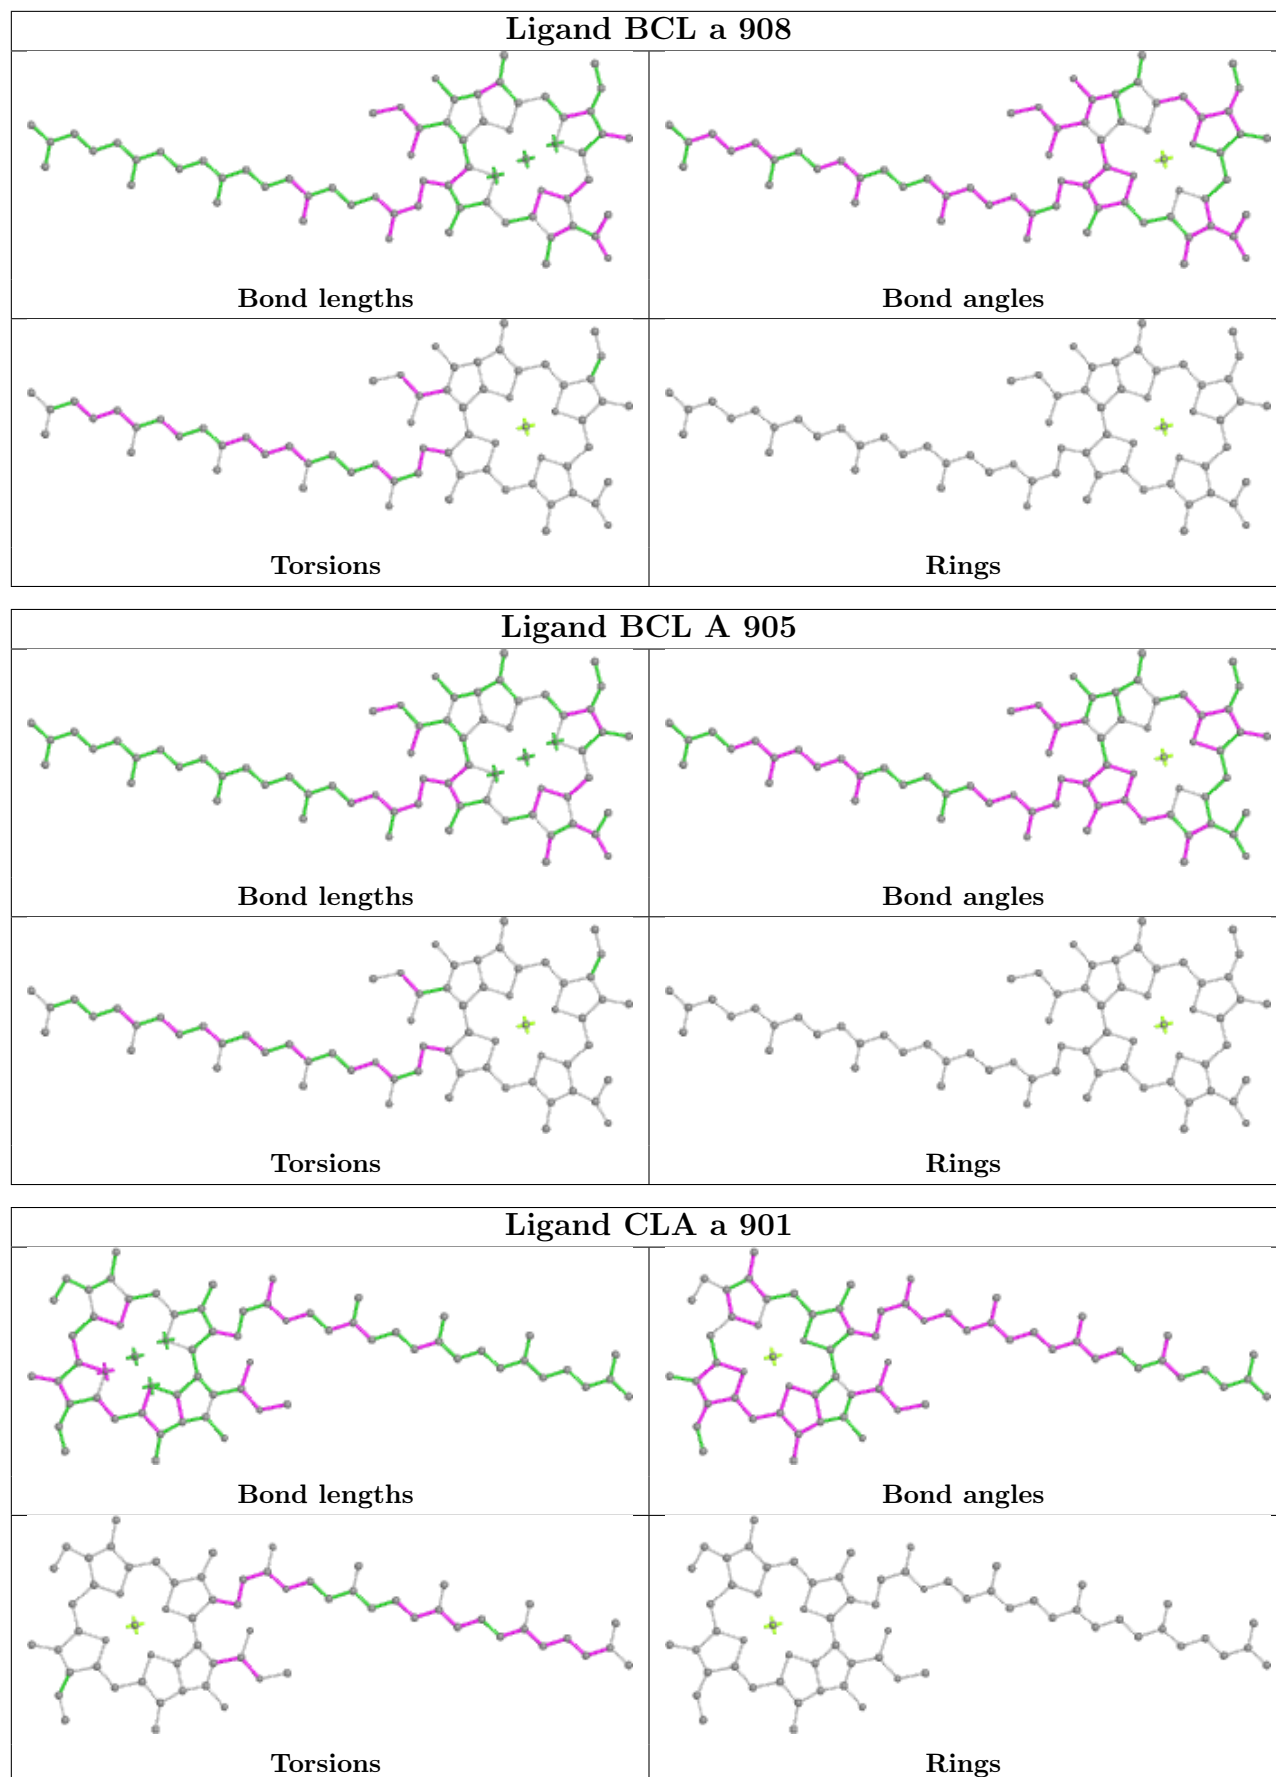 Ligand BCL a 908
Bond lengths
Bond angles
Torsions
Rings
Ligand BCL A 905
Bond lengths
Bond angles
Torsions
Rings
Ligand CLA a 901
Bond lengths
Bond angles
Torsions
Rings